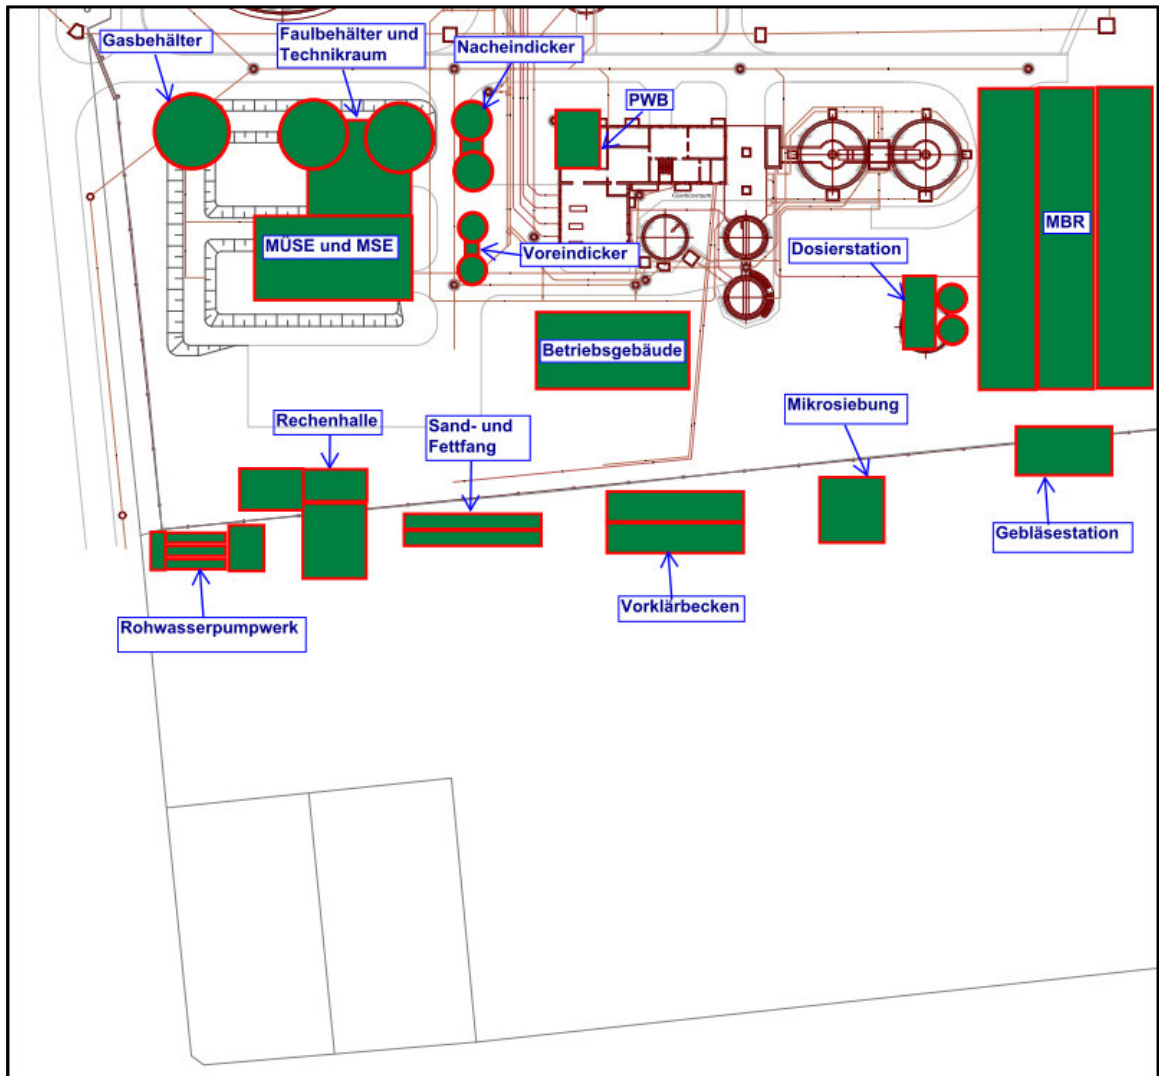 Gasbehälter
Faulbehälter und
Technikraum
Nacheindicker
PWB
MÜSE und MSE
Voreindicker
Dosierstation
MBR
Betriebsgebäude
Rechenhalle
Sand- und
Fettfang
Mikrosiebung
Gebläsestation
Vorklärbecken
Rohwasserpumpwerk